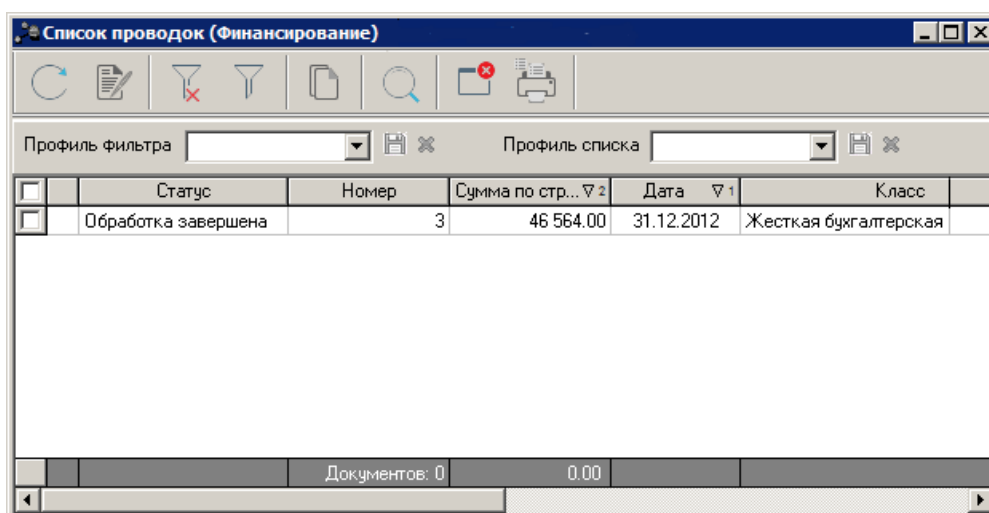 Список проводок (Финансирование)
Профиль фильтра Профиль списка
Статус Номер Сумма по стр... 2 Дата 1 Класс
Обработка завершена 3 46 564.00 31.12.2012 Жесткая бухгалтерская
Документов: 0 0.00